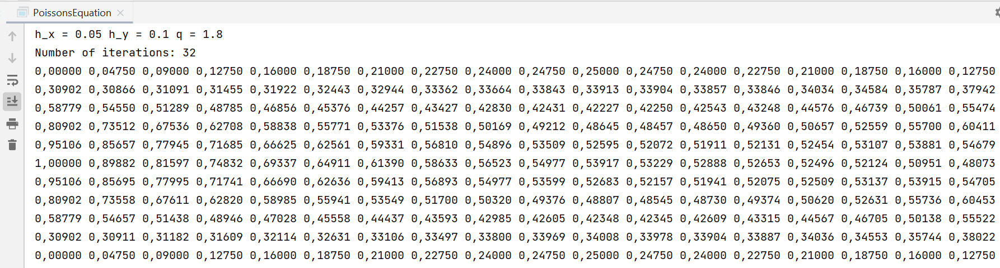 PoissonsEquation
h_x = 0.05 h_y = 0.1 q = 1.8
Number of iterations: 32
0,00000 0,04750 0,09000 0,12750 0,16000 0,18750 0,21000 0,22750 0,24000 0,24750 0,25000 0,24750 0,24000 0,22750 0,21000 0,18750 0,16000 0,12750
0,30902 0,30866 0,31091 0,31455 0,31922 0,32443 0,32944 0,33362 0,33664 0,33843 0,33913 0,33904 0,33857 0,33846 0,34034 0,34584 0,35787 0,37942
0,58779 0,54550 0,51289 0,48785 0,46856 0,45376 0,44257 0,43427 0,42830 0,42431 0,42227 0,42250 0,42543 0,43248 0,44576 0,46739 0,50061 0,55474
0,80902 0,73512 0,67536 0,62708 0,58838 0,55771 0,53376 0,51538 0,50169 0,49212 0,48645 0,48457 0,48650 0,49360 0,50657 0,52559 0,55700 0,60411
0,95106 0,85657 0,77945 0,71685 0,66625 0,62561 0,59331 0,56810 0,54896 0,53509 0,52595 0,52072 0,51911 0,52131 0,52454 0,53107 0,53881 0,54679
1,00000 0,89882 0,81597 0,74832 0,69337 0,64911 0,61390 0,58633 0,56523 0,54977 0,53917 0,53229 0,52888 0,52653 0,52496 0,52124 0,50951 0,48073
0,95106 0,85695 0,77995 0,71741 0,66690 0,62636 0,59413 0,56893 0,54977 0,53599 0,52683 0,52157 0,51941 0,52075 0,52509 0,53137 0,53915 0,54705
0,80902 0,73558 0,67611 0,62820 0,58985 0,55941 0,53549 0,51700 0,50320 0,49376 0,48807 0,48545 0,48730 0,49374 0,50620 0,52631 0,55736 0,60453
0,58779 0,54657 0,51438 0,48946 0,47028 0,45558 0,44437 0,43593 0,42985 0,42605 0,42348 0,42345 0,42609 0,43315 0,44567 0,46705 0,50138 0,55522
0,30902 0,30911 0,31182 0,31609 0,32114 0,32631 0,33106 0,33497 0,33800 0,33969 0,34008 0,33978 0,33904 0,33887 0,34036 0,34553 0,35744 0,38022
0,00000 0,04750 0,09000 0,12750 0,16000 0,18750 0,21000 0,22750 0,24000 0,24750 0,25000 0,24750 0,24000 0,22750 0,21000 0,18750 0,16000 0,12750